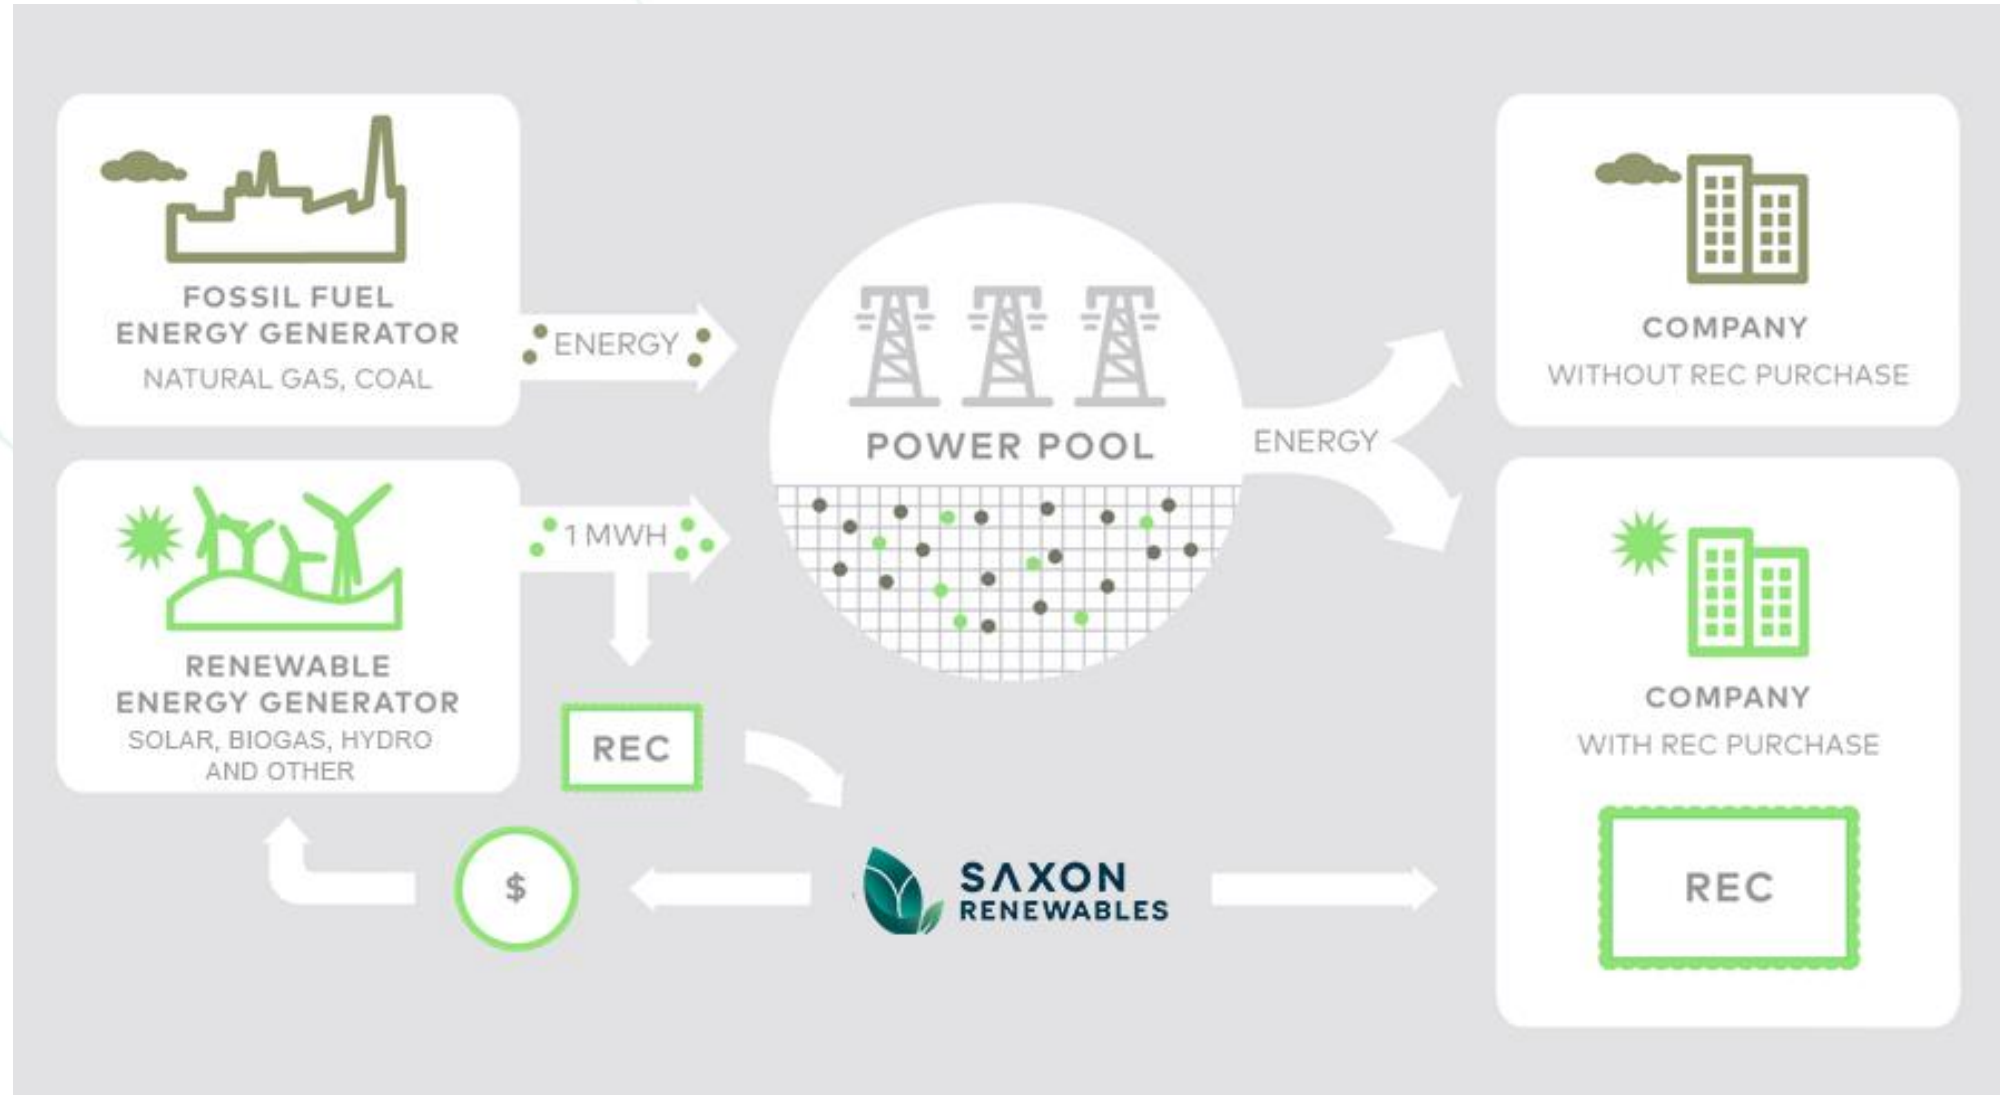 FOSSIL FUEL
ENERGY GENERATOR
NATURAL GAS, COAL
ENERGY
RENEWABLE
ENERGY GENERATOR
SOLAR, BIOGAS, HYDRO
AND OTHER
1 MWH
REC
$
POWER POOL
SAXON
RENEWABLES
ENERGY
COMPANY
WITHOUT REC PURCHASE
COMPANY
WITH REC PURCHASE
REC